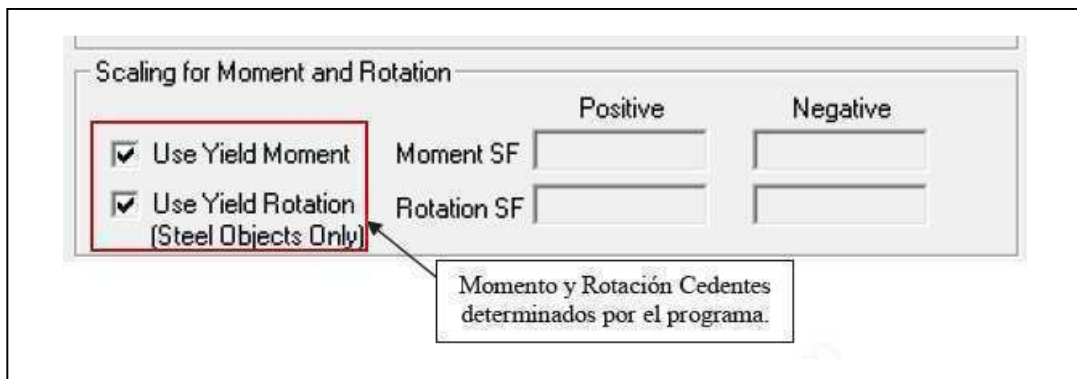 Scaling for Moment and Rotation
Positive Negative
Use Yield Moment Moment SF
Use Yield Rotation Rotation SF
(Steel Objects Only)
Momento y Rotación Cedentes
determinados por el programa.